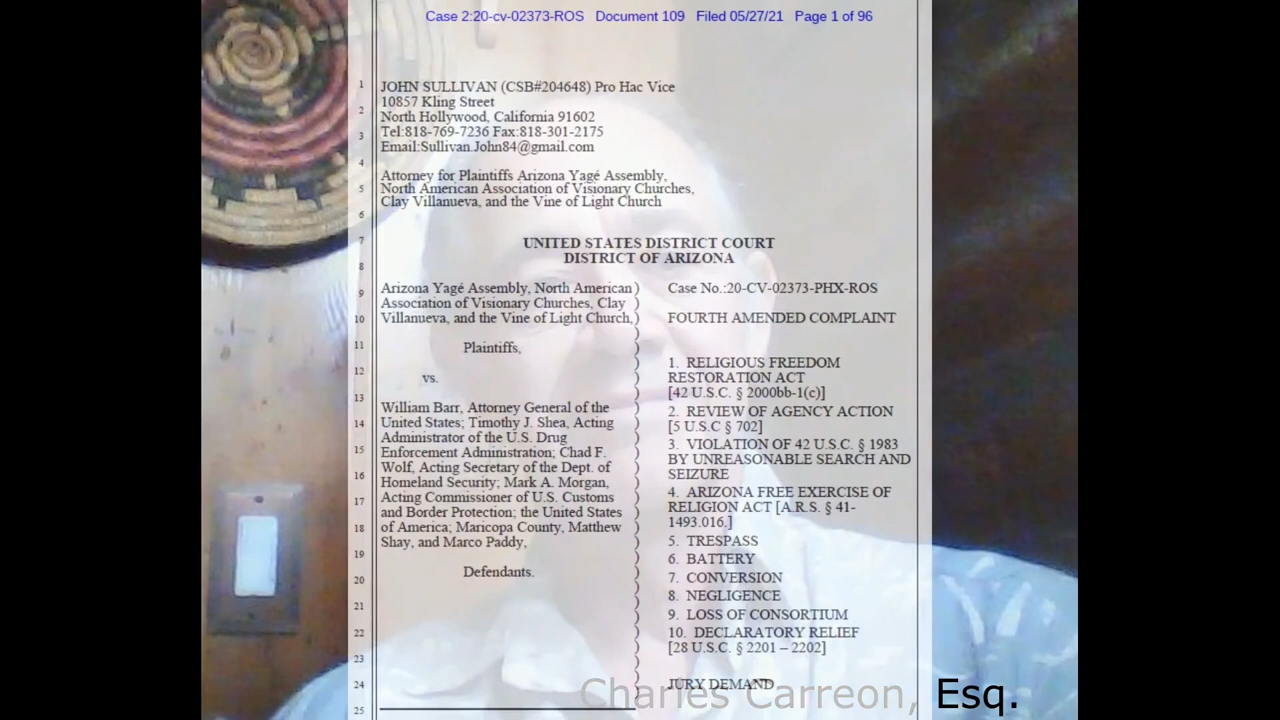 Case 2:20-cv-02373-ROS Document 109 Filed 05/27/21 Page 1 of 96
1 JOHN SULLIVAN (CSB#204648) Pro Hac Vice
10857 Kling Street
2 North Hollywood, California 91602
3 Tel:818-769-7236 Fax:818-301-2175
Email:Sullivan.John84@gmail.com
4
Attorney for Plaintiffs Arizona Yagé Assembly,
5 North American Association of Visionary Churches,
Clay Villanueva, and the Vine of Light Church
6
7 UNITED STATES DISTRICT COURT
8 DISTRICT OF ARIZONA
9 Arizona Yagé Assembly, North American
Association of Visionary Churches, Clay
10 Villanueva, and the Vine of Light Church,
11 Plaintiffs,
12 vs.
13
William Barr, Attorney General of the
14 United States; Timothy J. Shea, Acting
Administrator of the U.S. Drug
15 Enforcement Administration; Chad F.
Wolf, Acting Secretary of the Dept. of
16 Homeland Security; Mark A. Morgan,
17 Acting Commissioner of U.S. Customs
and Border Protection; the United States
18 of America; Maricopa County, Matthew
Shay, and Marco Paddy,
19
20 Defendants.
21
22
23
24
25
Case No.:20-CV-02373-PHX-ROS
FOURTH AMENDED COMPLAINT
1. RELIGIOUS FREEDOM
RESTORATION ACT
[42 U.S.C. § 2000bb-1(c)]
2. REVIEW OF AGENCY ACTION
[5 U.S.C § 702]
3. VIOLATION OF 42 U.S.C. § 1983
BY UNREASONABLE SEARCH AND
SEIZURE
4. ARIZONA FREE EXERCISE OF
RELIGION ACT [A.R.S. § 41-
1493.016.]
5. TRESPASS
6. BATTERY
7. CONVERSION
8. NEGLIGENCE
9. LOSS OF CONSORTIUM
10. DECLARATORY RELIEF
[28 U.S.C. § 2201 – 2202]
JURY DEMAND
Charles Carreon, Esq.